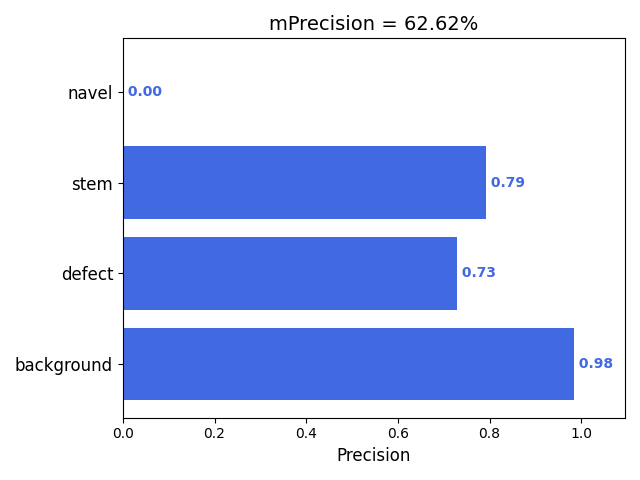 mPrecision = 62.62%
navel
0.00
stem
0.79
defect
0.73
background
0.98
0.0 0.2 0.4 0.6 0.8 1.0
Precision